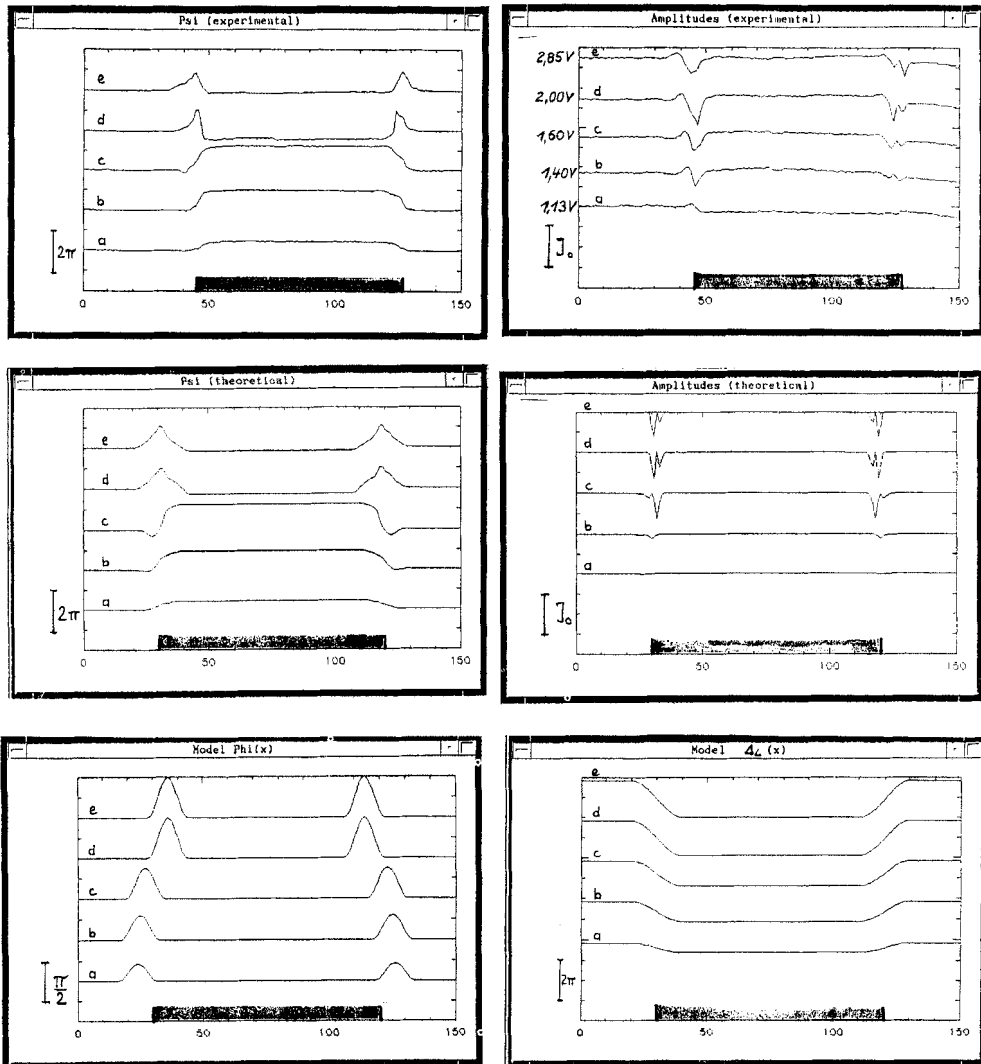 Psi (experimental)
e
d
c
b
a
2π
0 50 100 150
Amplitudes (experimental)
2,85V e
2,00V d
1,60V c
1,40V b
1,13V a
J₀
0 50 100 150
Psi (theoretical)
e
d
c
b
a
2π
0 50 100 150
Amplitudes (theoretical)
e
d
c
b
a
J₀
0 50 100 150
Model Phi(x)
e
d
c
b
a
π/2
0 50 100 150
Model Δ_L (x)
e
d
c
b
a
2π
0 50 100 150